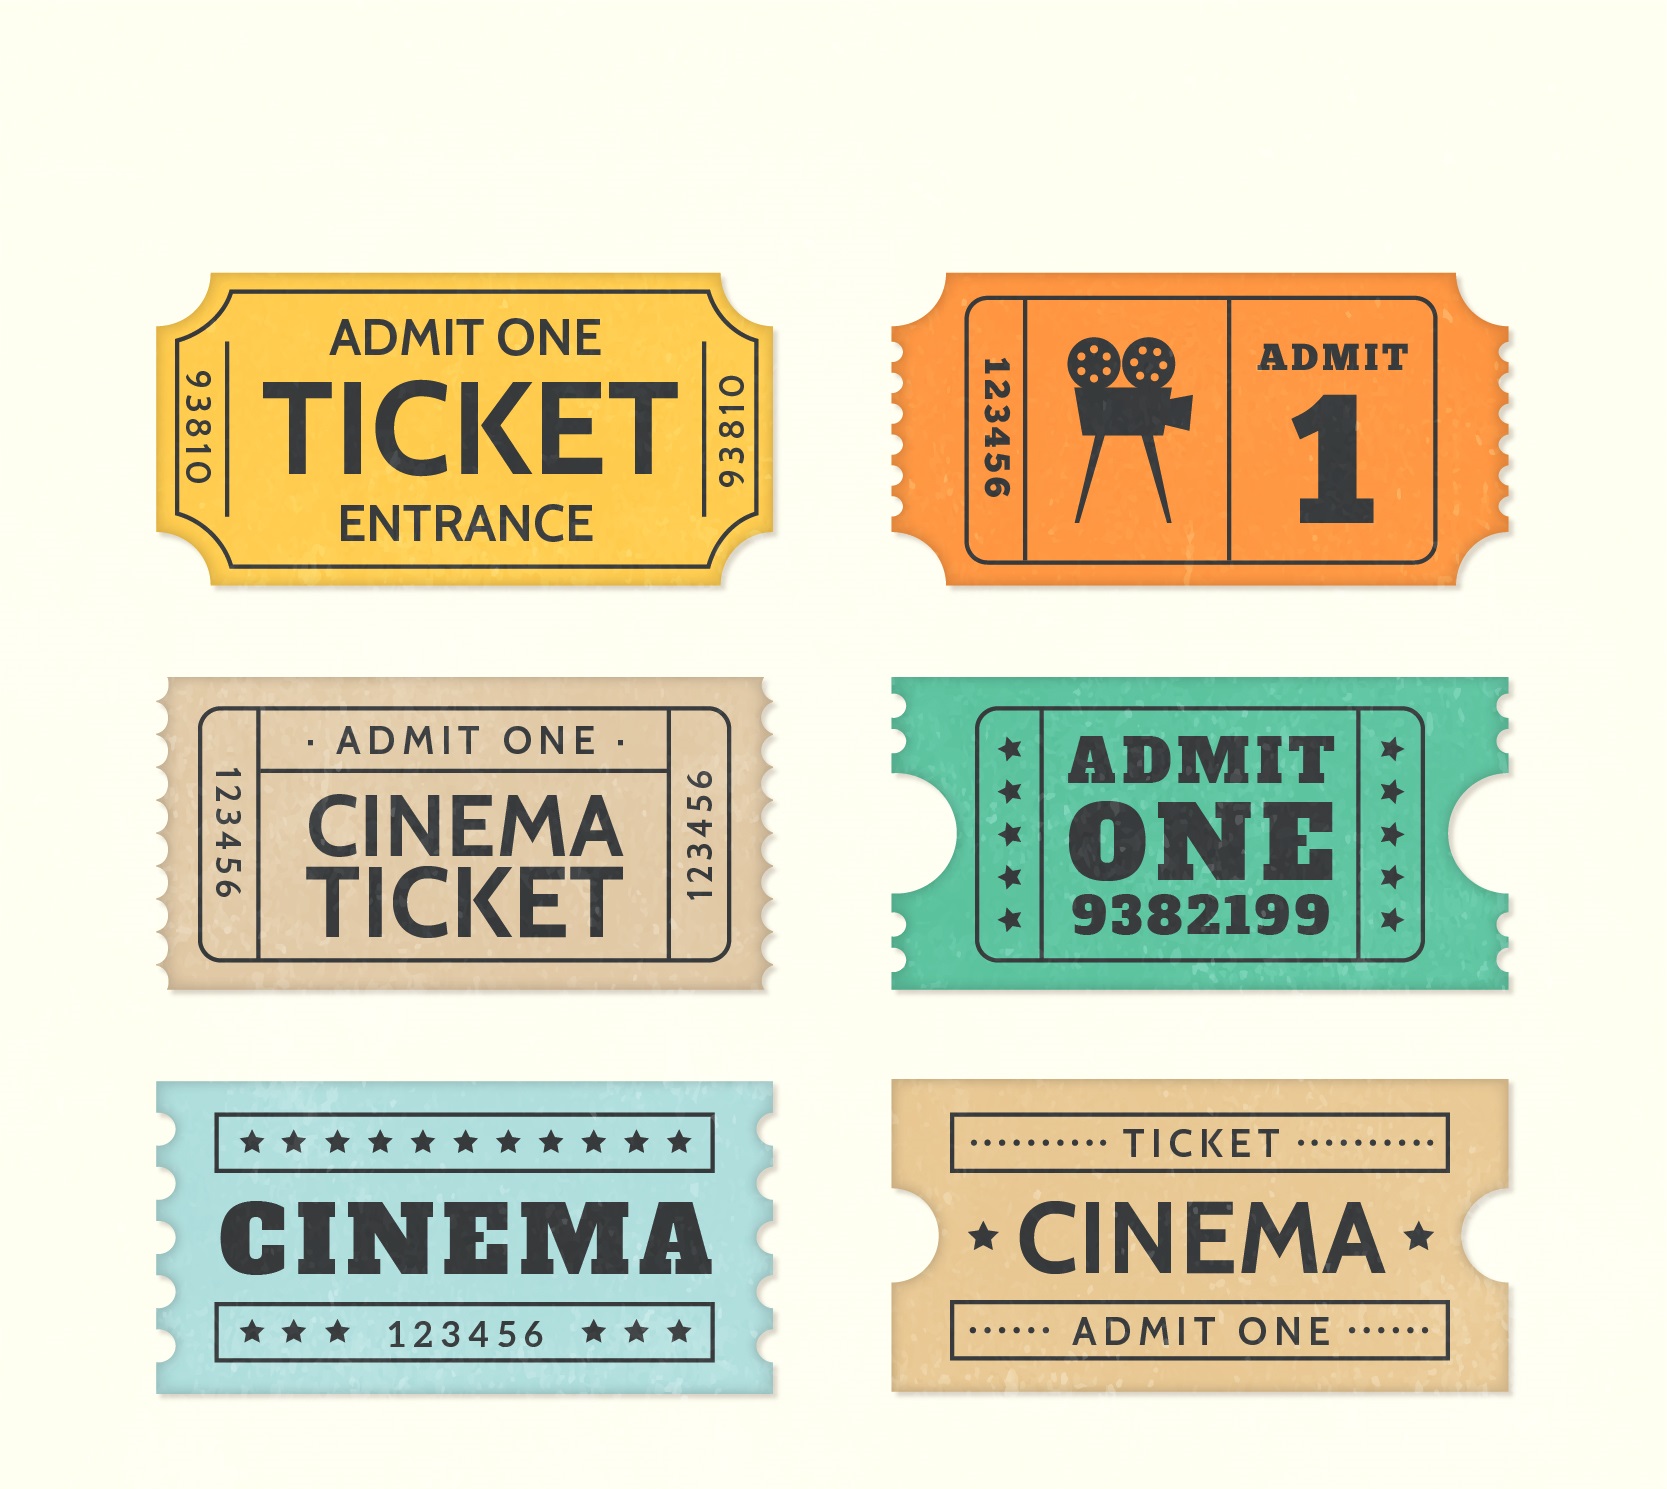 ADMIT ONE
TICKET
ENTRANCE
93810
93810
123456
ADMIT
1
· ADMIT ONE ·
CINEMA
TICKET
123456
123456
ADMIT
ONE
9382199
CINEMA
123456
TICKET
CINEMA
ADMIT ONE